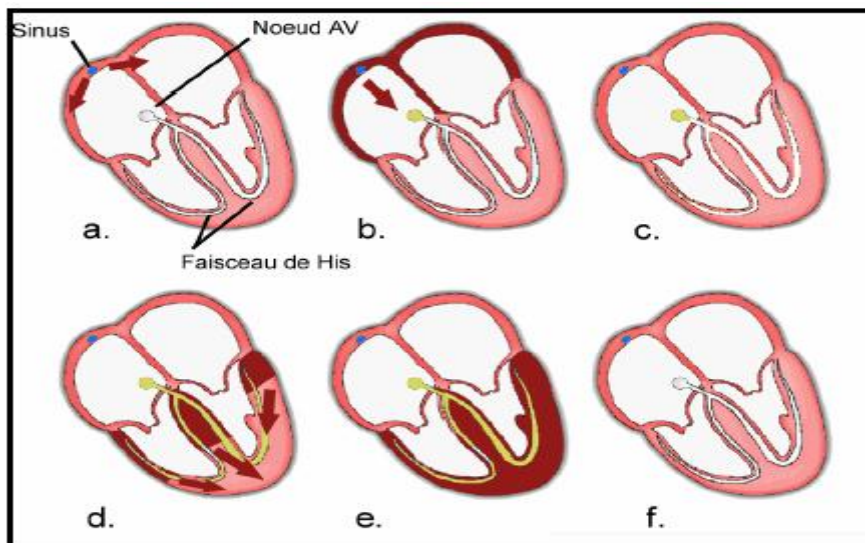 Sinus
Noeud AV
a.
b.
c.
Faisceau de His
d.
e.
f.